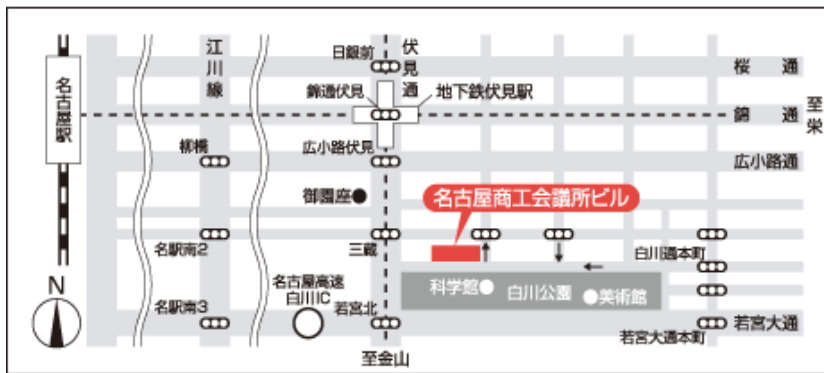 江川線
日銀前
伏見通
桜通
名古屋駅
錦通伏見
地下鉄伏見駅
錦通
至栄
柳橋
広小路伏見
広小路通
御園座
名古屋商工会議所ビル
名駅南2
三蔵
白川通本町
N
名古屋高速
白川IC
科学館
白川公園
美術館
名駅南3
若宮北
若宮大通
若宮大通本町
至金山